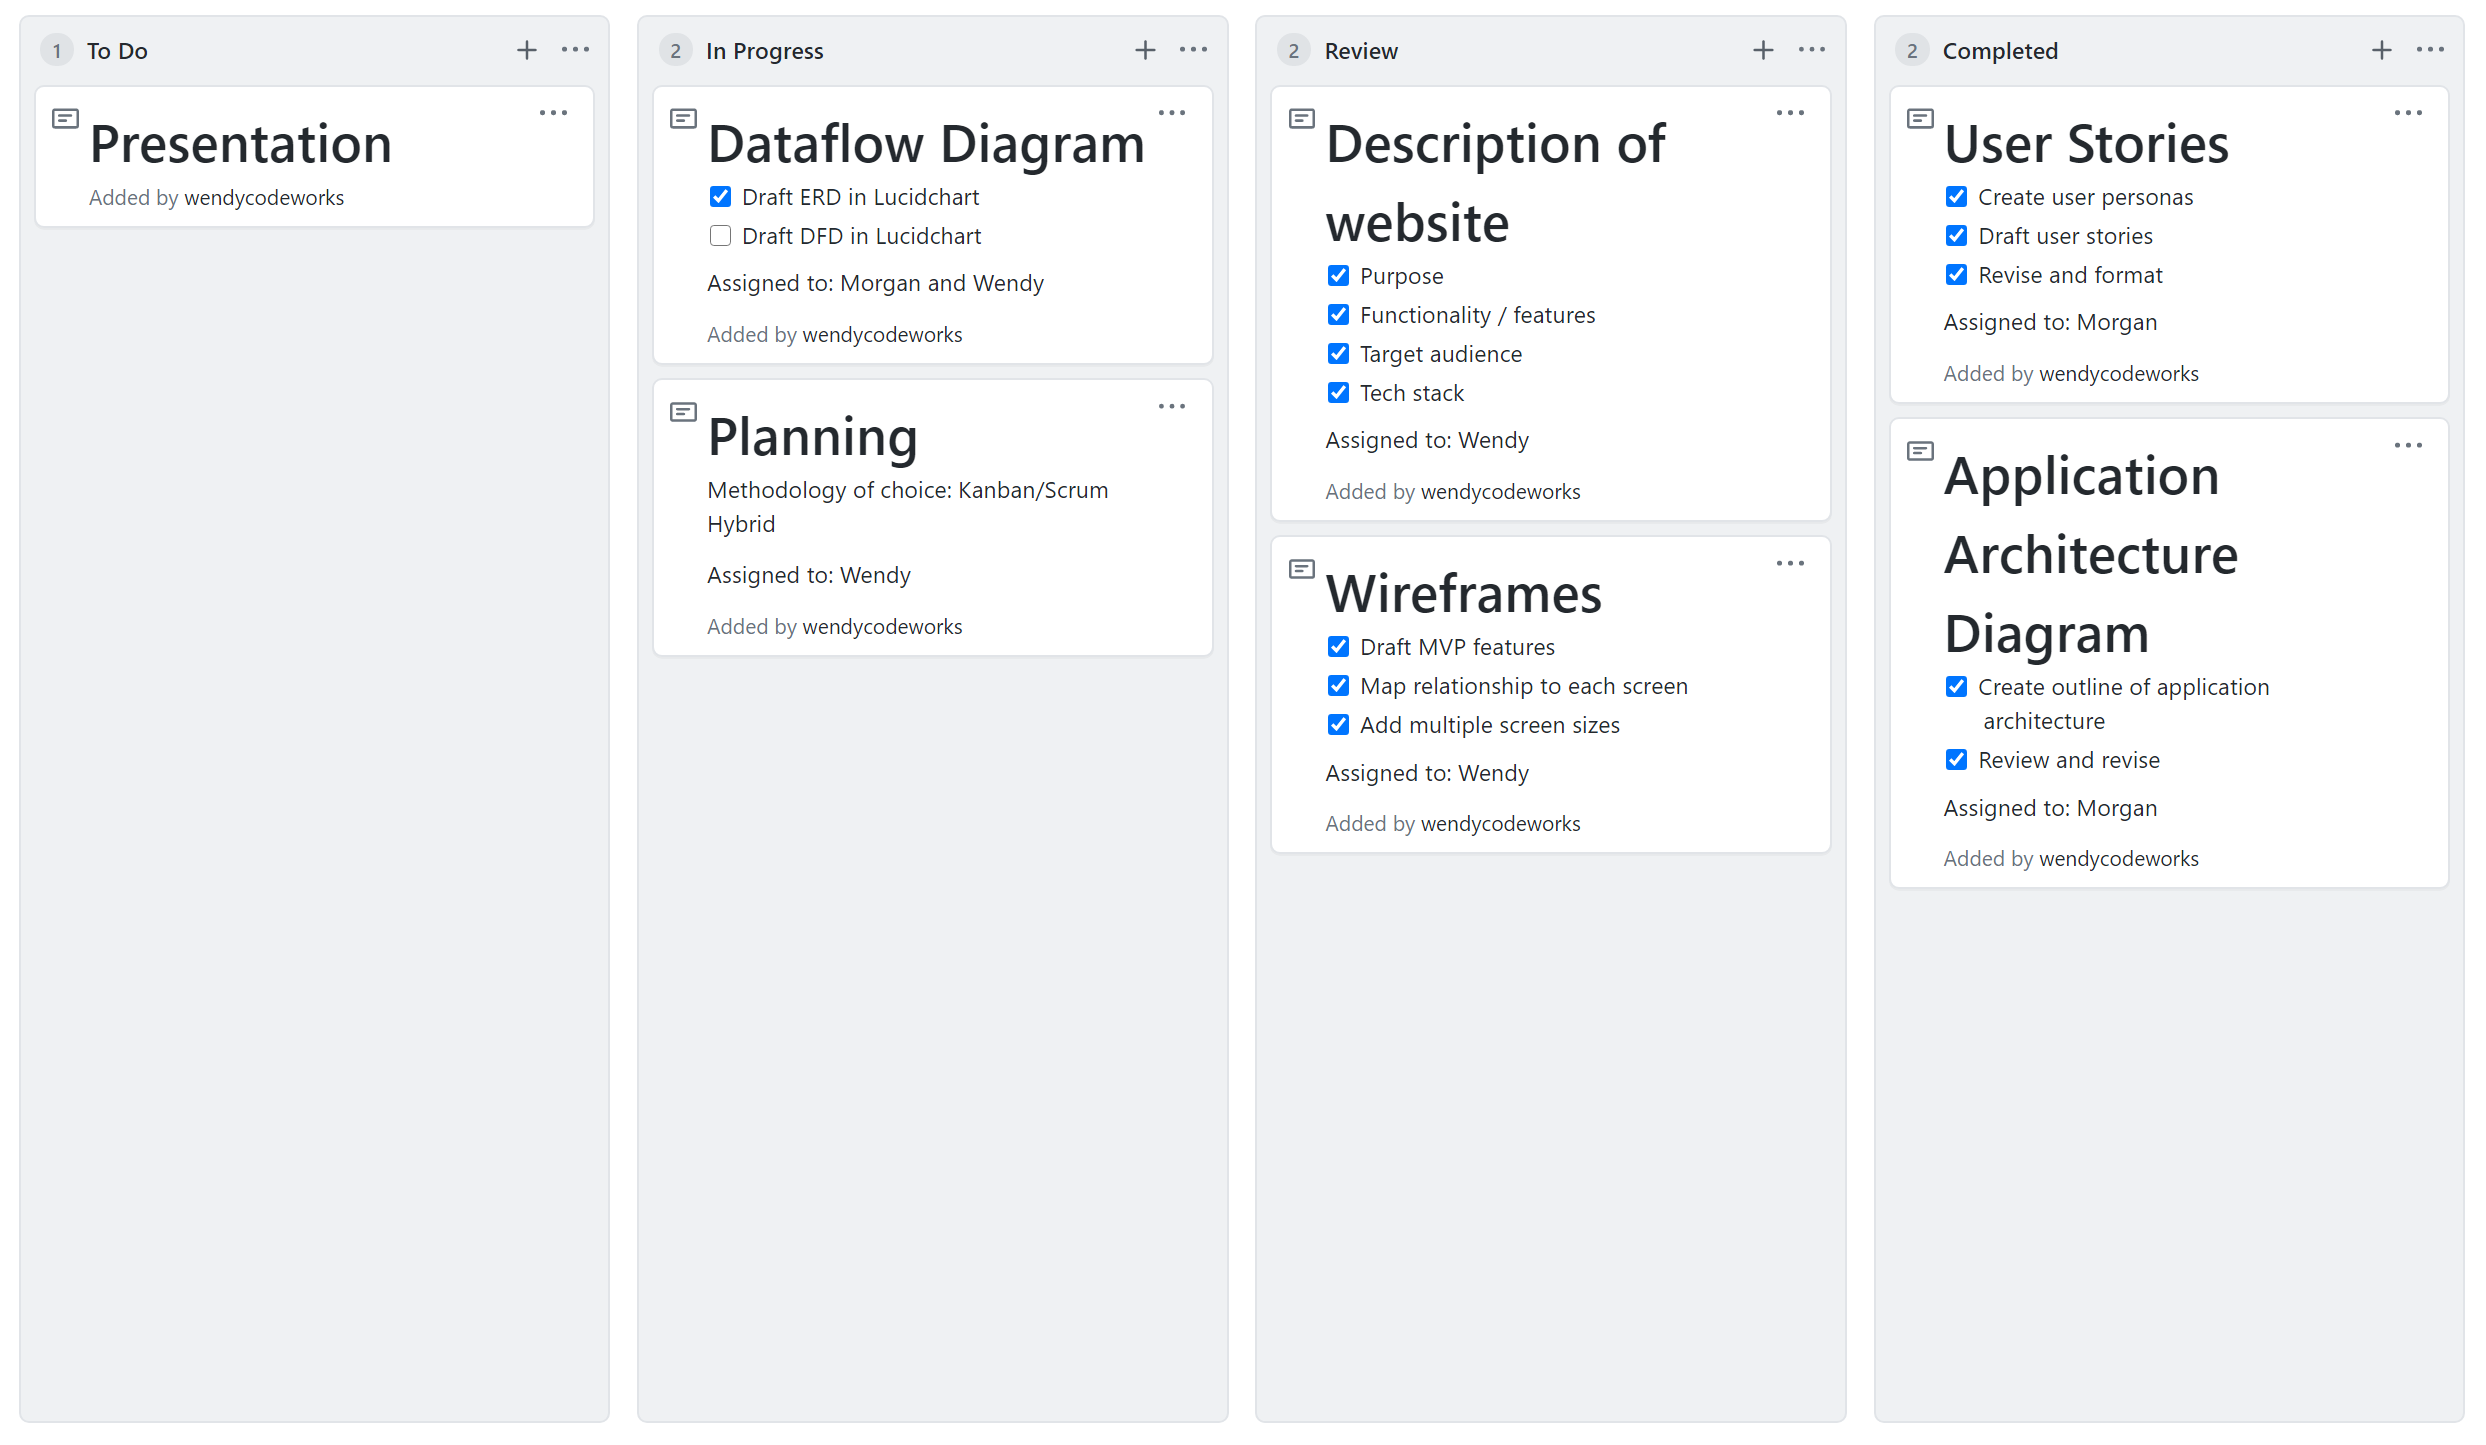 1 To Do
Presentation
Added by wendycodeworks
2 In Progress
Dataflow Diagram
Draft ERD in Lucidchart
Draft DFD in Lucidchart
Assigned to: Morgan and Wendy
Added by wendycodeworks
Planning
Methodology of choice: Kanban/Scrum
Hybrid
Assigned to: Wendy
Added by wendycodeworks
2 Review
Description of
website
Purpose
Functionality / features
Target audience
Tech stack
Assigned to: Wendy
Added by wendycodeworks
Wireframes
Draft MVP features
Map relationship to each screen
Add multiple screen sizes
Assigned to: Wendy
Added by wendycodeworks
2 Completed
User Stories
Create user personas
Draft user stories
Revise and format
Assigned to: Morgan
Added by wendycodeworks
Application
Architecture
Diagram
Create outline of application
architecture
Review and revise
Assigned to: Morgan
Added by wendycodeworks